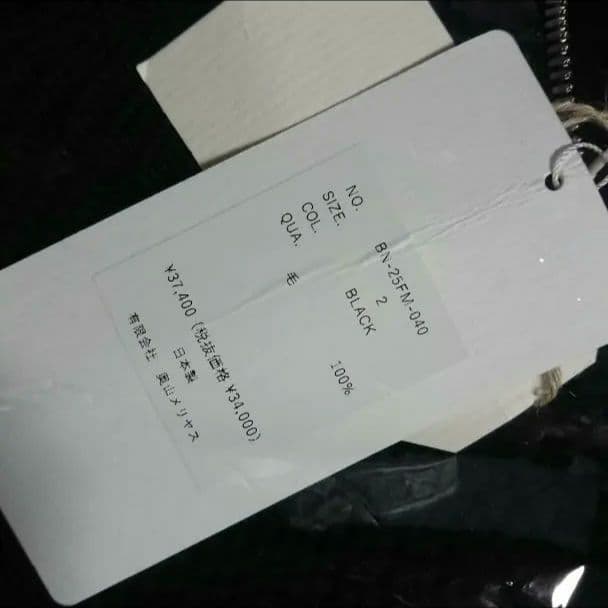 NO. BN-25FM-040
SIZE. 2
COL. BLACK
QUA. 毛 100%
¥37,400 (税抜価格 ¥34,000)
日本製
有限会社 奥山メリヤス